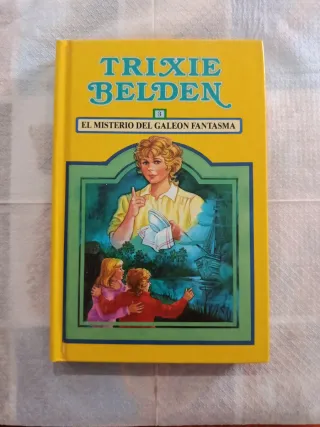 TRIXIE
BELDEN
3
EL MISTERIO DEL GALEON FANTASMA